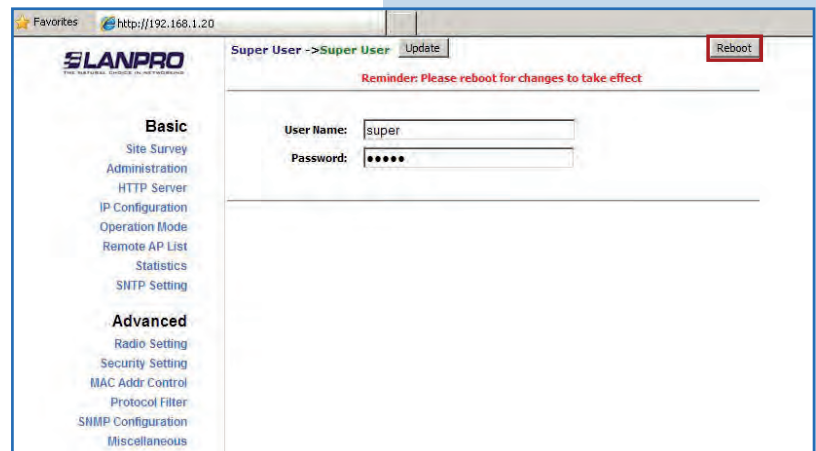 Favorites http://192.168.1.20
Super User ->Super User Update Reboot
LANPRO
THE NATURAL CHOICE IN NETWORKING
Reminder: Please reboot for changes to take effect
Basic
User Name: super
Site Survey
Password: •••••
Administration
HTTP Server
IP Configuration
Operation Mode
Remote AP List
Statistics
SNTP Setting
Advanced
Radio Setting
Security Setting
MAC Addr Control
Protocol Filter
SNMP Configuration
Miscellaneous